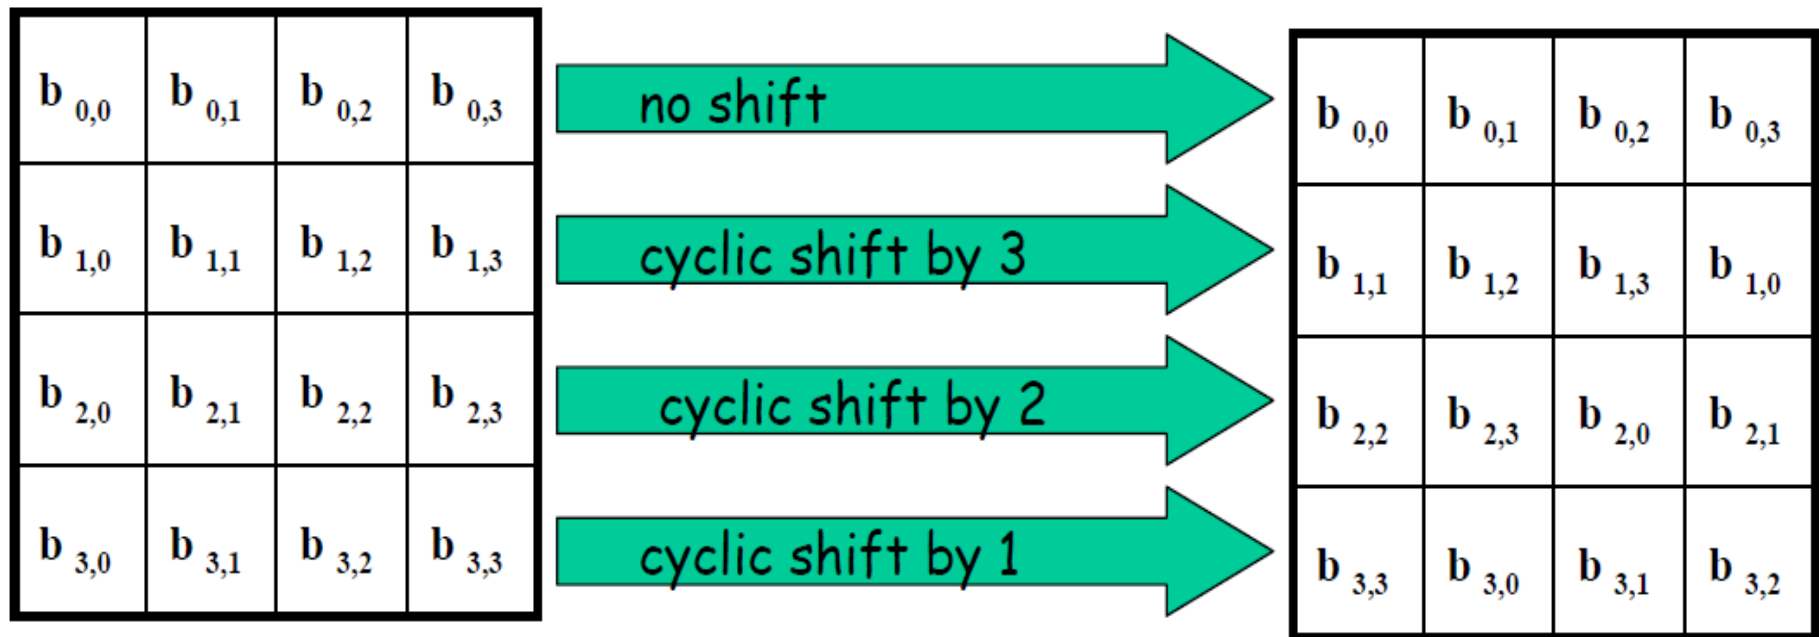 b 0,0 b 0,1 b 0,2 b 0,3 no shift b 0,0 b 0,1 b 0,2 b 0,3
b 1,0 b 1,1 b 1,2 b 1,3 cyclic shift by 3 b 1,1 b 1,2 b 1,3 b 1,0
b 2,0 b 2,1 b 2,2 b 2,3 cyclic shift by 2 b 2,2 b 2,3 b 2,0 b 2,1
b 3,0 b 3,1 b 3,2 b 3,3 cyclic shift by 1 b 3,3 b 3,0 b 3,1 b 3,2